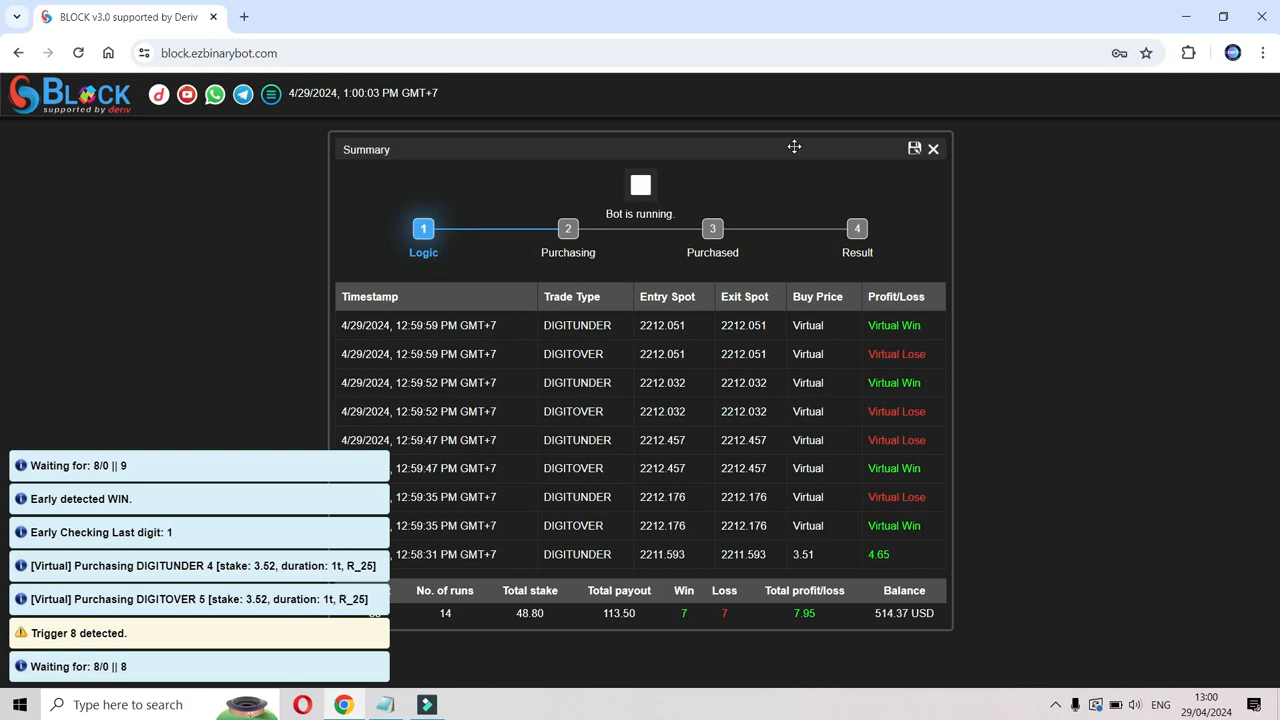 BLOCK v3.0 supported by Deriv
block.ezbinarybot.com
BLOCK
supported by deriv
4/29/2024, 1:00:03 PM GMT+7
Summary
Bot is running.
1 2 3 4
Logic Purchasing Purchased Result
Timestamp Trade Type Entry Spot Exit Spot Buy Price Profit/Loss
4/29/2024, 12:59:59 PM GMT+7 DIGITUNDER 2212.051 2212.051 Virtual Virtual Win
4/29/2024, 12:59:59 PM GMT+7 DIGITOVER 2212.051 2212.051 Virtual Virtual Lose
4/29/2024, 12:59:52 PM GMT+7 DIGITUNDER 2212.032 2212.032 Virtual Virtual Win
4/29/2024, 12:59:52 PM GMT+7 DIGITOVER 2212.032 2212.032 Virtual Virtual Lose
12:59:47 PM GMT+7 DIGITUNDER 2212.457 2212.457 Virtual Virtual Lose
12:59:47 PM GMT+7 DIGITOVER 2212.457 2212.457 Virtual Virtual Win
12:59:35 PM GMT+7 DIGITUNDER 2212.176 2212.176 Virtual Virtual Lose
12:59:35 PM GMT+7 DIGITOVER 2212.176 2212.176 Virtual Virtual Win
12:58:31 PM GMT+7 DIGITUNDER 2211.593 2211.593 3.51 4.65
No. of runs Total stake Total payout Win Loss Total profit/loss Balance
14 48.80 113.50 7 7 7.95 514.37 USD
Waiting for: 8/0 || 9
Early detected WIN.
Early Checking Last digit: 1
[Virtual] Purchasing DIGITUNDER 4 [stake: 3.52, duration: 1t, R_25]
[Virtual] Purchasing DIGITOVER 5 [stake: 3.52, duration: 1t, R_25]
Trigger 8 detected.
Waiting for: 8/0 || 8
Type here to search
ENG
13:00
29/04/2024